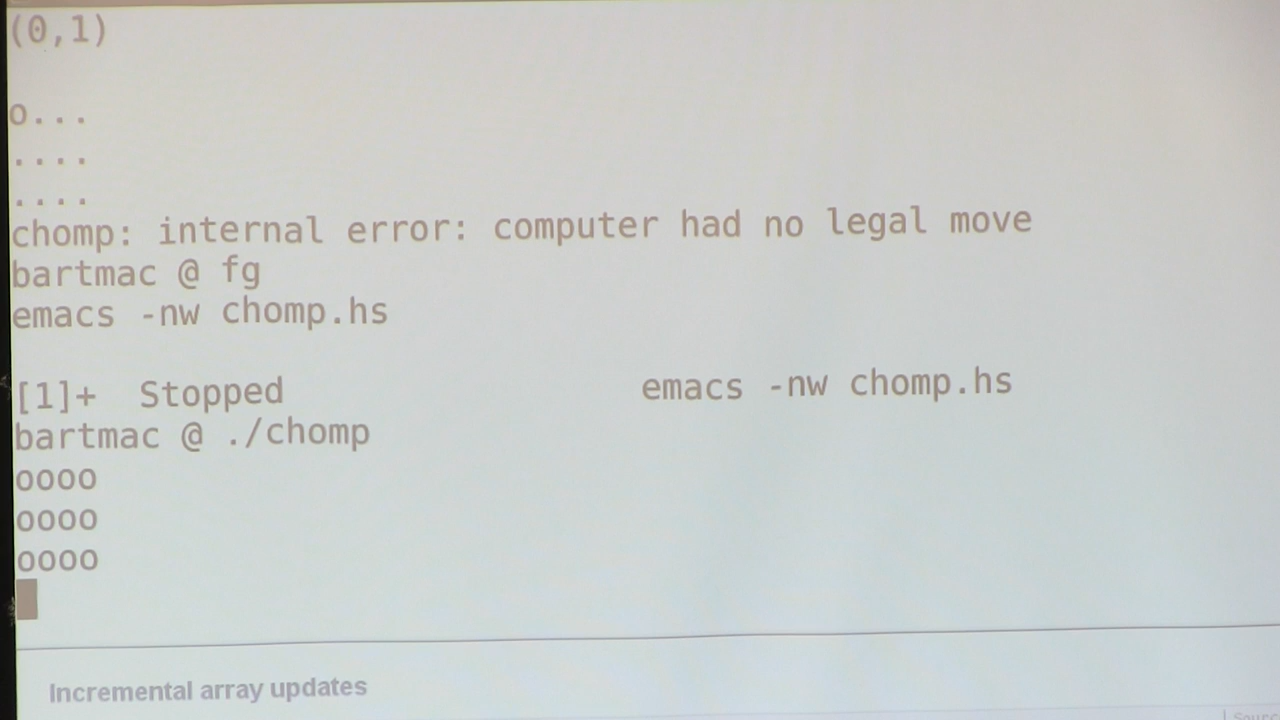 (0,1)
o...
....
....
chomp: internal error: computer had no legal move
bartmac @ fg
emacs -nw chomp.hs
[1]+  Stopped                 emacs -nw chomp.hs
bartmac @ ./chomp
oooo
oooo
oooo
Incremental array updates